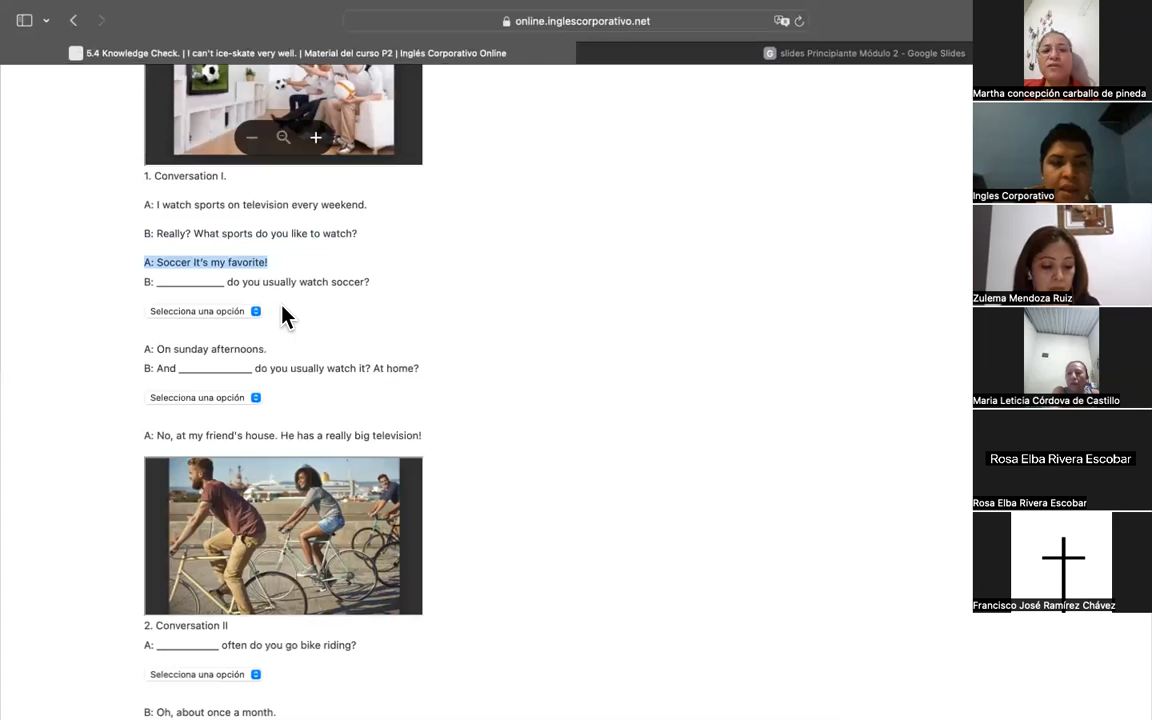 online.inglescorporativo.net
5.4 Knowledge Check. | I can't ice-skate very well. | Material del curso P2 | Inglés Corporativo Online
slides Principiante Módulo 2 - Google Slides
1. Conversation I.
A: I watch sports on television every weekend.
B: Really? What sports do you like to watch?
A: Soccer It's my favorite!
B: ____________ do you usually watch soccer?
Selecciona una opción
A: On sunday afternoons.
B: And _____________ do you usually watch it? At home?
Selecciona una opción
A: No, at my friend's house. He has a really big television!
2. Conversation II
A: ___________ often do you go bike riding?
Selecciona una opción
B: Oh, about once a month.
Martha concepción carballo de pineda
Ingles Corporativo
Zulema Mendoza Ruiz
Maria Leticia Córdova de Castillo
Rosa Elba Rivera Escobar
Rosa Elba Rivera Escobar
Francisco José Ramírez Chávez